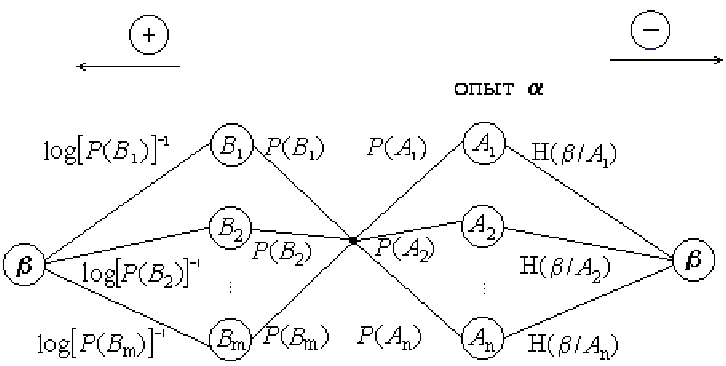 + −
опыт α
log[P(B₁)]⁻¹ B₁ P(B₁) P(A₁) A₁ H(β/A₁)
B₂ A₂
β P(B₂) P(A₂) β
log[P(B₂)]⁻¹ H(β/A₂)
⋮ ⋮
log[P(Bₘ)]⁻¹ Bₘ P(Bₘ) P(Aₙ) Aₙ H(β/Aₙ)